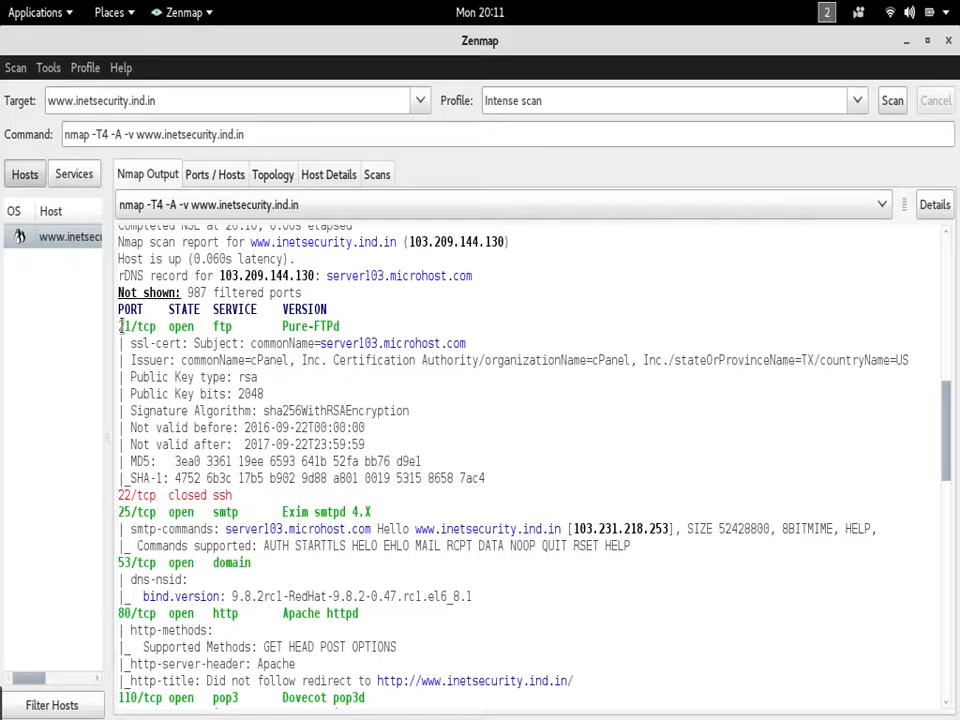 Applications Places Zenmap Mon 20:11 2
Zenmap
Scan Tools Profile Help
Target: www.inetsecurity.ind.in Profile: Intense scan Scan Cancel
Command: nmap -T4 -A -v www.inetsecurity.ind.in
Hosts Services Nmap Output Ports / Hosts Topology Host Details Scans
OS Host nmap -T4 -A -v www.inetsecurity.ind.in Details
www.inetsec
Completed NSE at 20:10, 0.00s elapsed
Nmap scan report for www.inetsecurity.ind.in (103.209.144.130)
Host is up (0.060s latency).
rDNS record for 103.209.144.130: server103.microhost.com
Not shown: 987 filtered ports
PORT STATE SERVICE VERSION
21/tcp open ftp Pure-FTPd
| ssl-cert: Subject: commonName=server103.microhost.com
| Issuer: commonName=cPanel, Inc. Certification Authority/organizationName=cPanel, Inc./stateOrProvinceName=TX/countryName=US
| Public Key type: rsa
| Public Key bits: 2048
| Signature Algorithm: sha256WithRSAEncryption
| Not valid before: 2016-09-22T00:00:00
| Not valid after: 2017-09-22T23:59:59
| MD5: 3ea0 3361 19ee 6593 641b 52fa bb76 d9e1
|_SHA-1: 4752 6b3c 17b5 b902 9d88 a801 0019 5315 8658 7ac4
22/tcp closed ssh
25/tcp open smtp Exim smtpd 4.X
| smtp-commands: server103.microhost.com Hello www.inetsecurity.ind.in [103.231.218.253], SIZE 52428800, 8BITMIME, HELP,
|_ Commands supported: AUTH STARTTLS HELO EHLO MAIL RCPT DATA NOOP QUIT RSET HELP
53/tcp open domain
| dns-nsid:
|_ bind.version: 9.8.2rc1-RedHat-9.8.2-0.47.rc1.el6_8.1
80/tcp open http Apache httpd
| http-methods:
|_ Supported Methods: GET HEAD POST OPTIONS
|_http-server-header: Apache
|_http-title: Did not follow redirect to http://www.inetsecurity.ind.in/
110/tcp open pop3 Dovecot pop3d
Filter Hosts